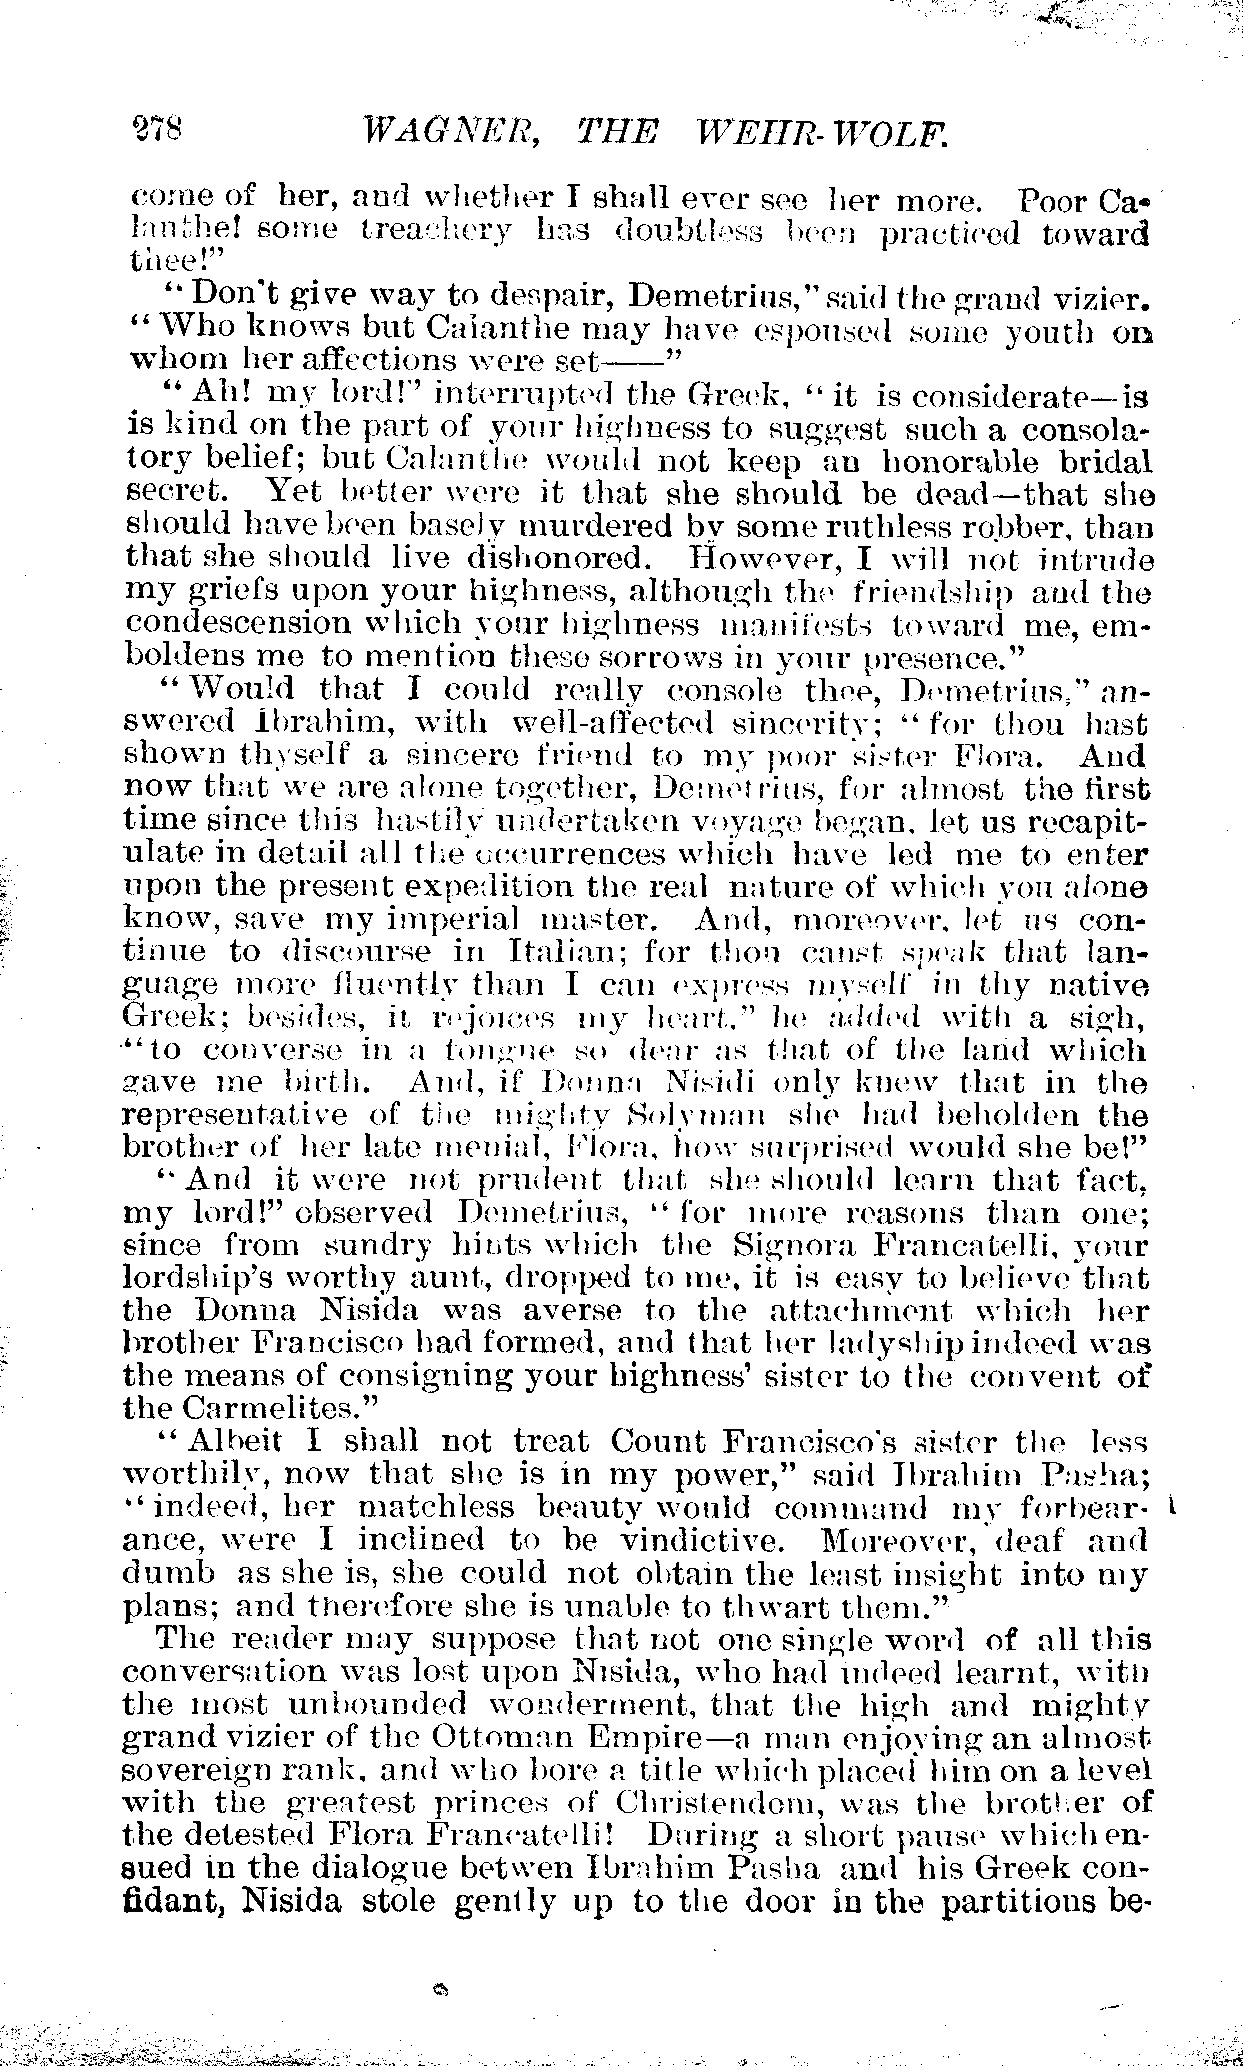 278 WAGNER, THE WEHR-WOLF.
come of her, and whether I shall ever see her more. Poor Ca-
lanthe! some treachery has doubtless been practiced toward
thee!"
"Don't give way to despair, Demetrius," said the grand vizier.
"Who knows but Calanthe may have espoused some youth on
whom her affections were set——"
"Ah! my lord!" interrupted the Greek, "it is considerate—is
is kind on the part of your highness to suggest such a consola-
tory belief; but Calanthe would not keep an honorable bridal
secret. Yet better were it that she should be dead—that she
should have been basely murdered by some ruthless robber, than
that she should live dishonored. However, I will not intrude
my griefs upon your highness, although the friendship and the
condescension which your highness manifests toward me, em-
boldens me to mention these sorrows in your presence."
"Would that I could really console thee, Demetrius," an-
swered Ibrahim, with well-affected sincerity; "for thou hast
shown thyself a sincere friend to my poor sister Flora. And
now that we are alone together, Demetrius, for almost the first
time since this hastily undertaken voyage began, let us recapit-
ulate in detail all the occurrences which have led me to enter
upon the present expedition the real nature of which you alone
know, save my imperial master. And, moreover, let us con-
tinue to discourse in Italian; for thou canst speak that lan-
guage more fluently than I can express myself in thy native
Greek; besides, it rejoices my heart," he added with a sigh,
"to converse in a tongue so dear as that of the land which
gave me birth. And, if Donna Nisidi only knew that in the
representative of the mighty Solyman she had beholden the
brother of her late menial, Flora, how surprised would she be!"
"And it were not prudent that she should learn that fact,
my lord!" observed Demetrius, "for more reasons than one;
since from sundry hints which the Signora Francatelli, your
lordship's worthy aunt, dropped to me, it is easy to believe that
the Donna Nisida was averse to the attachment which her
brother Francisco had formed, and that her ladyship indeed was
the means of consigning your highness' sister to the convent of
the Carmelites."
"Albeit I shall not treat Count Francisco's sister the less
worthily, now that she is in my power," said Ibrahim Pasha;
"indeed, her matchless beauty would command my forbear-
ance, were I inclined to be vindictive. Moreover, deaf and
dumb as she is, she could not obtain the least insight into my
plans; and therefore she is unable to thwart them."
The reader may suppose that not one single word of all this
conversation was lost upon Nisida, who had indeed learnt, with
the most unbounded wonderment, that the high and mighty
grand vizier of the Ottoman Empire—a man enjoying an almost
sovereign rank, and who bore a title which placed him on a level
with the greatest princes of Christendom, was the brother of
the detested Flora Francatelli! During a short pause which en-
sued in the dialogue betwen Ibrahim Pasha and his Greek con-
fidant, Nisida stole gently up to the door in the partitions be-